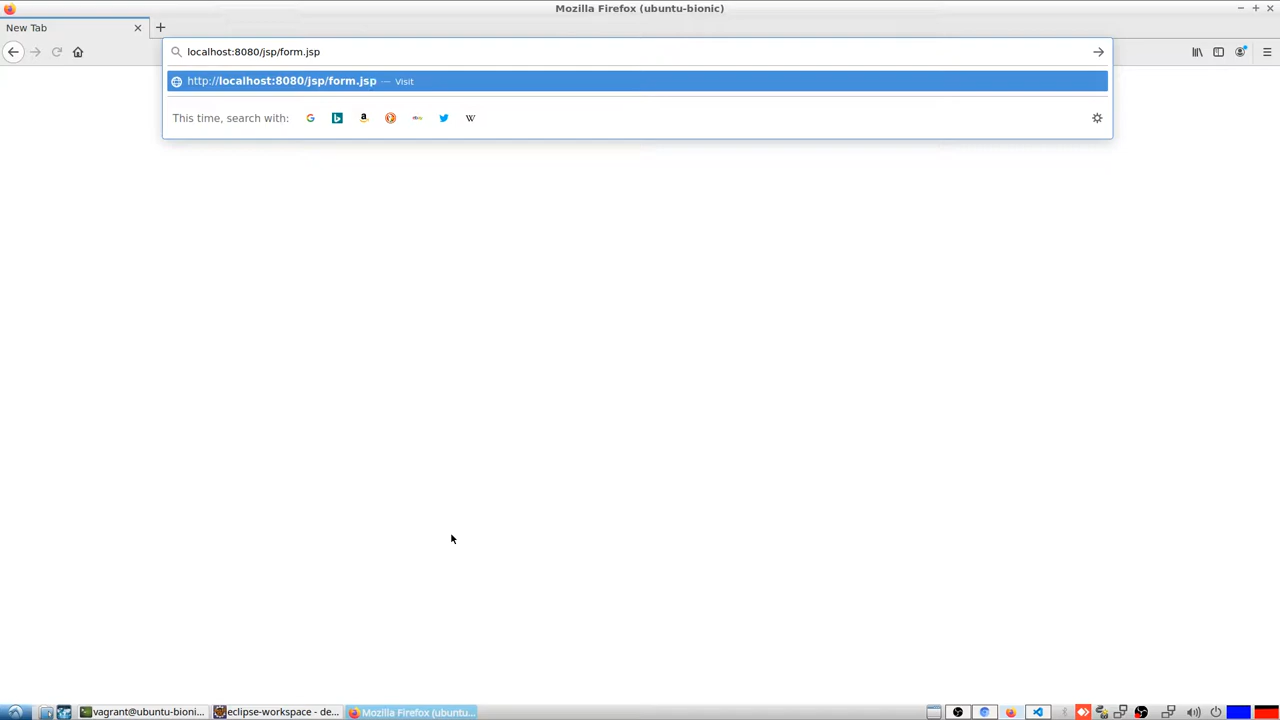 Mozilla Firefox (ubuntu-bionic)
New Tab
localhost:8080/jsp/form.jsp
http://localhost:8080/jsp/form.jsp — Visit
This time, search with:
vagrant@ubuntu-bioni... eclipse-workspace - de... Mozilla Firefox (ubuntu...